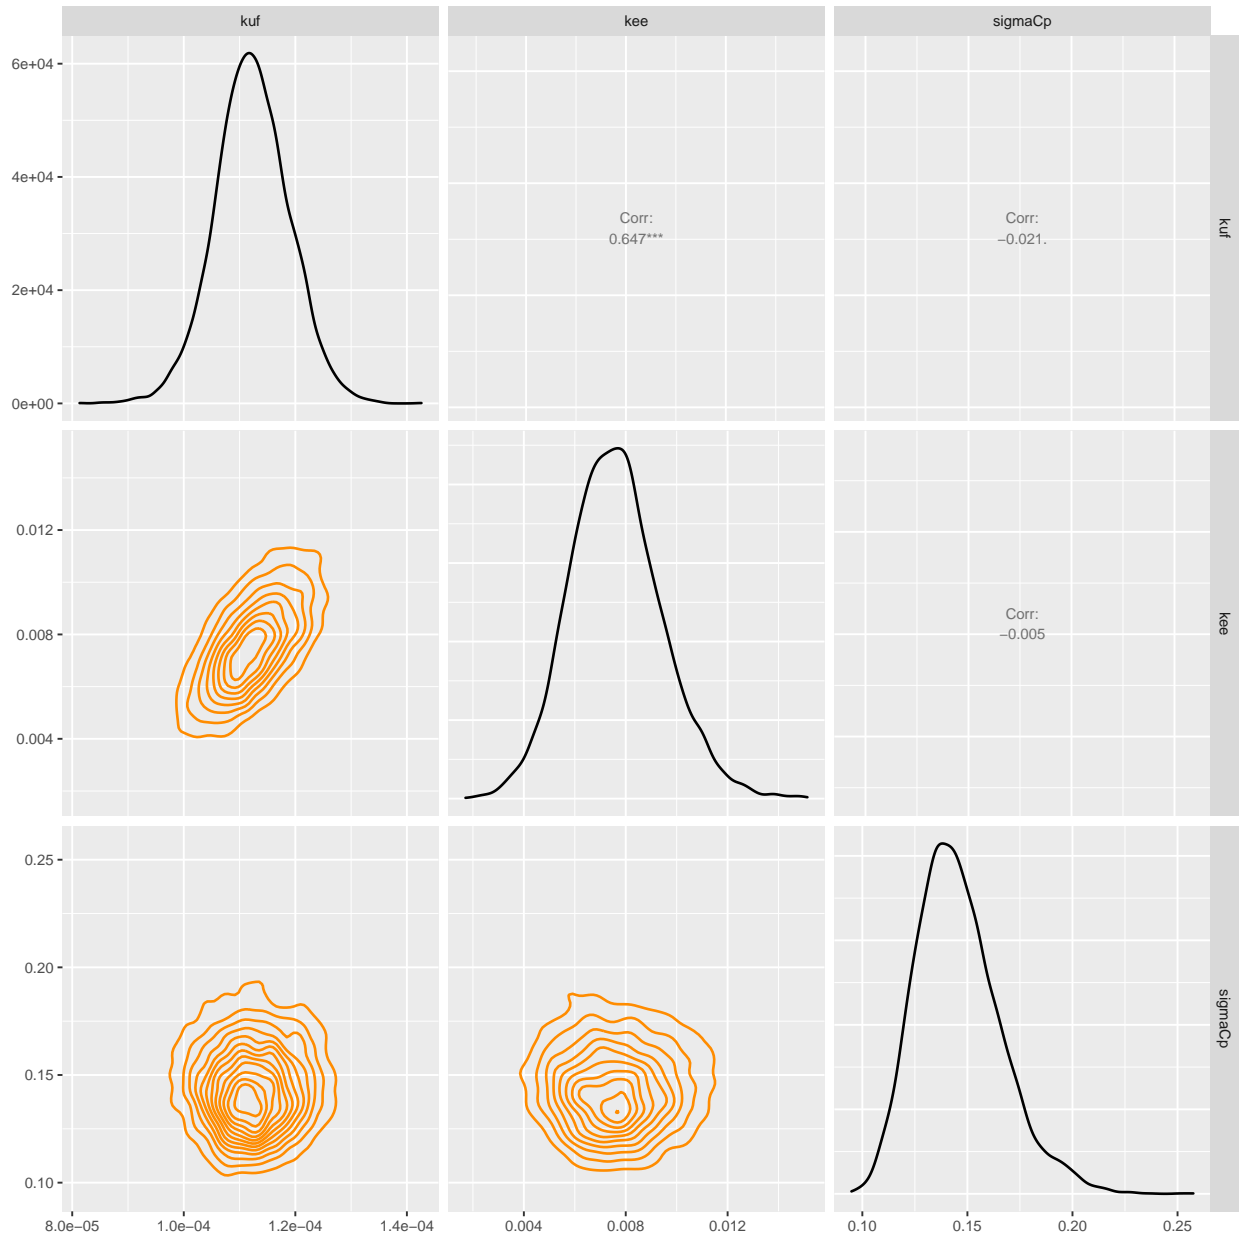 kuf kee sigmaCp
6e+04
4e+04
2e+04
0e+00
Corr:
0.647***
Corr:
−0.021.
kuf
0.012
0.008
0.004
Corr:
−0.005
kee
0.25
0.20
0.15
0.10
sigmaCp
8.0e−05 1.0e−04 1.2e−04 1.4e−04 0.004 0.008 0.012 0.10 0.15 0.20 0.25